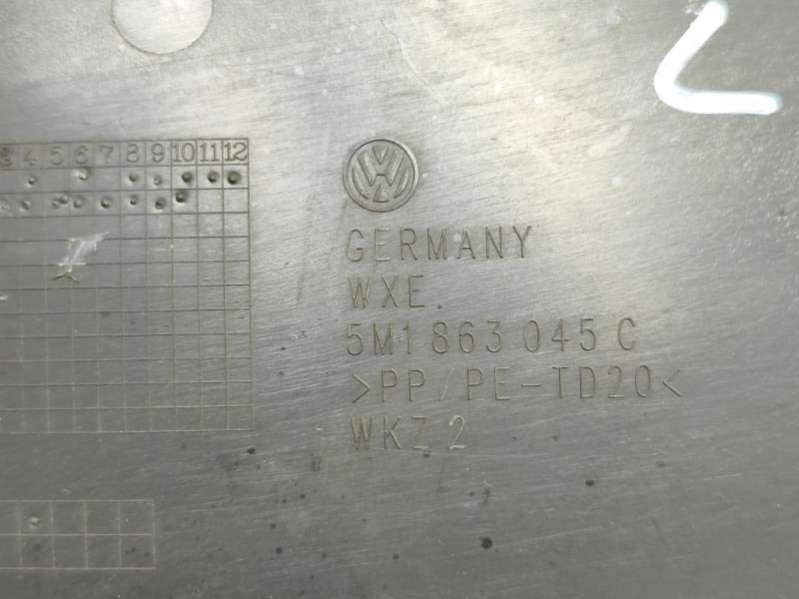 4 5 6 7 8 9 10 11 12
GERMANY
WXE.
5M1 863 045 C
>PP/PE-TD20<
WKZ 2